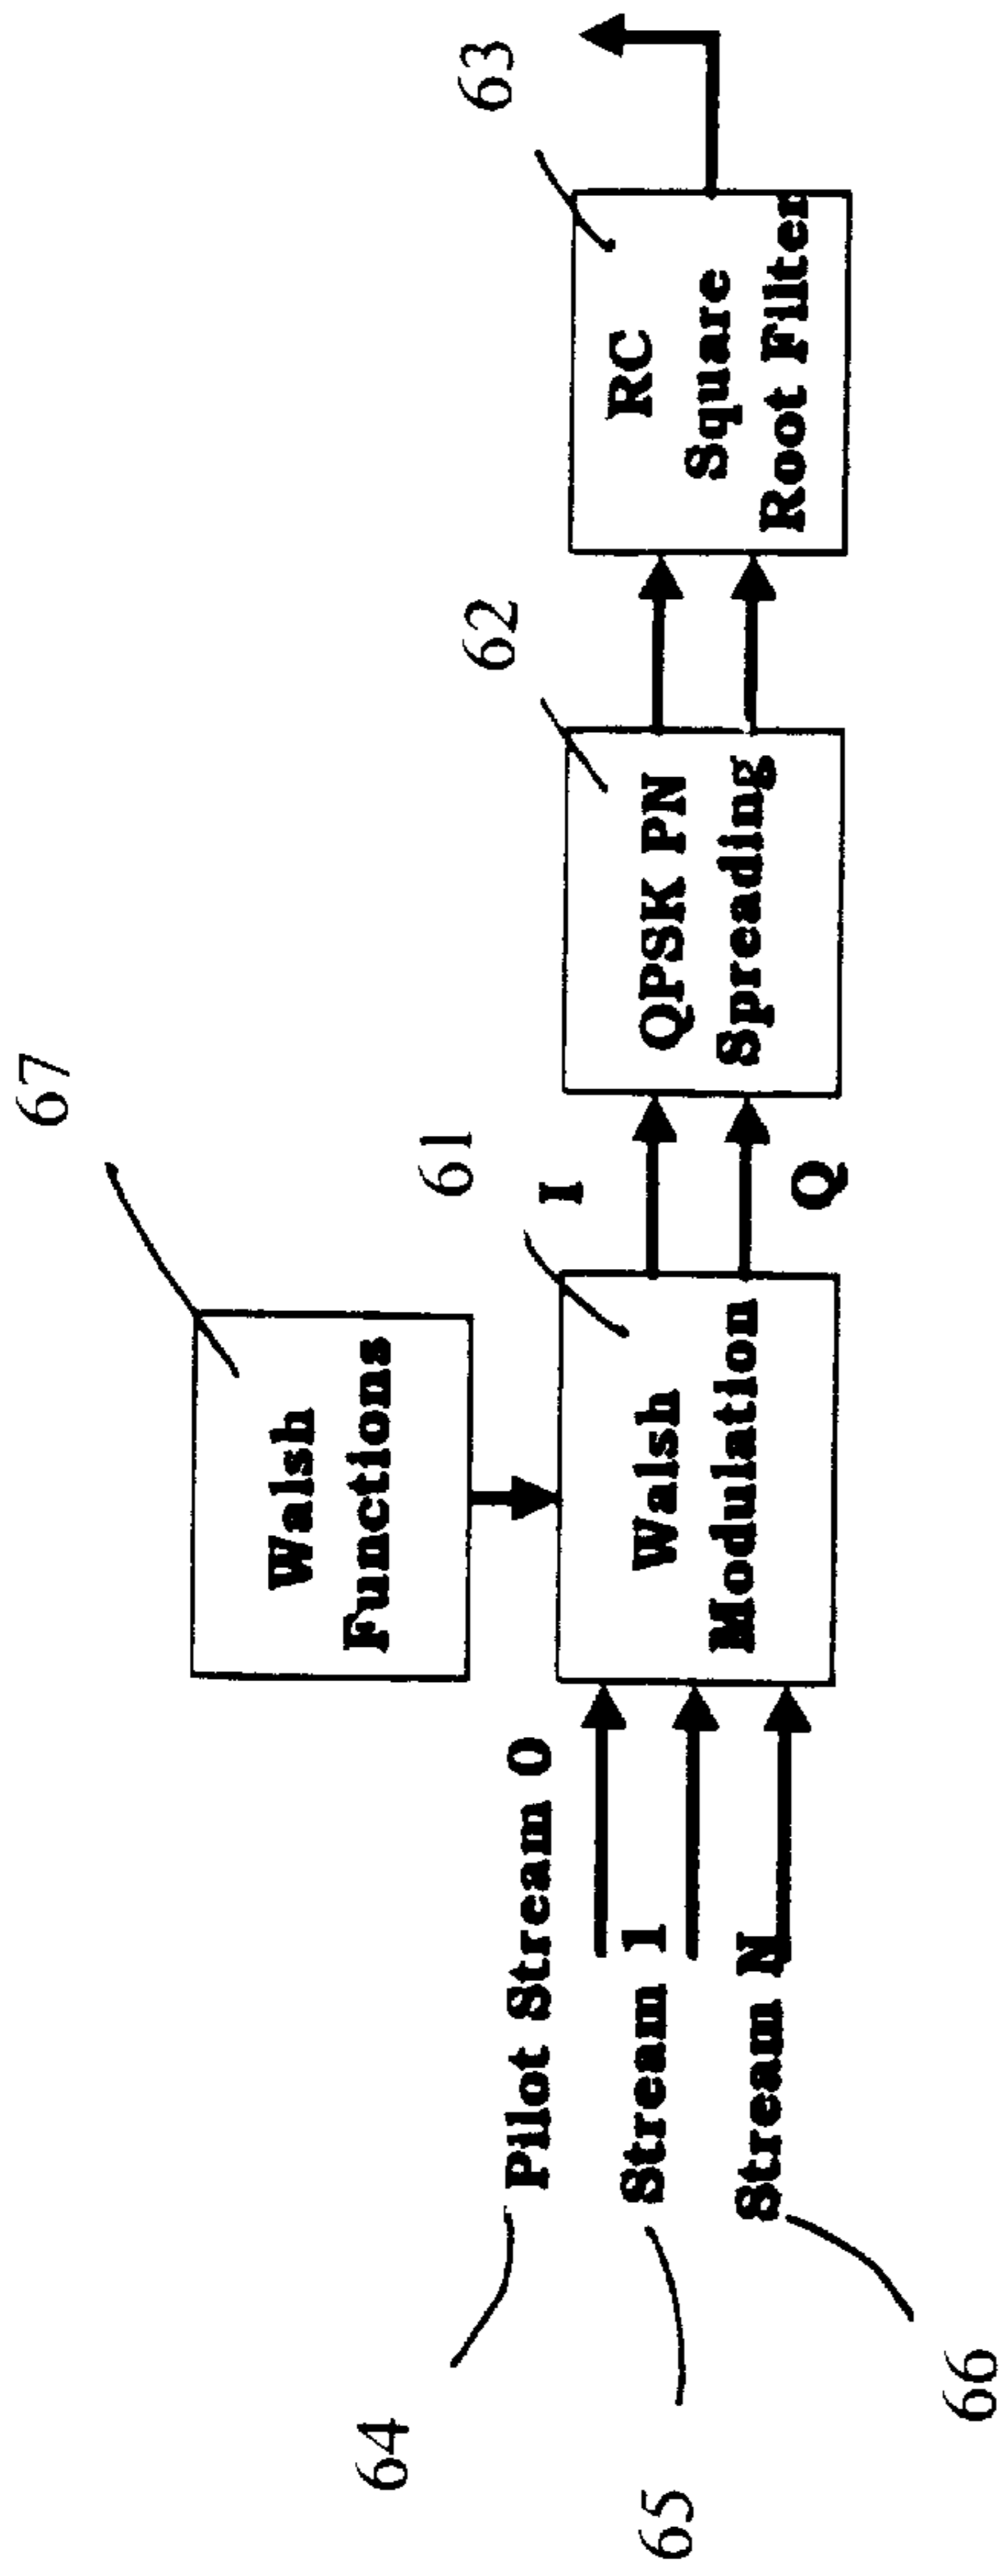 67
Walsh
Functions
64
Pilot Stream 0
65
Stream 1
66
Stream N
61
Walsh
Modulation
I
Q
62
QPSK PN
Spreading
63
RC
Square
Root Filter